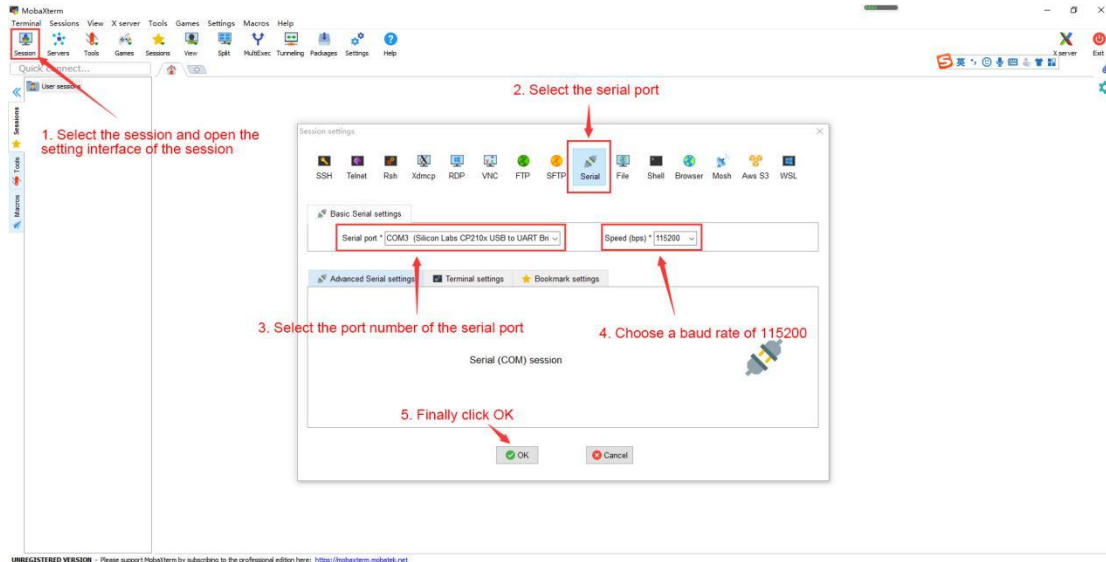 MobaXterm
Terminal Sessions View X server Tools Games Settings Macros Help
Session Servers Tools Games Sessions View Split MultiExec Tunneling Packages Settings Help
X server Exit
Quick connect...
英
User sessions
Sessions
Tools
Macros
1. Select the session and open the
setting interface of the session
2. Select the serial port
Session settings
SSH Telnet Rsh Xdmcp RDP VNC FTP SFTP Serial File Shell Browser Mosh Aws S3 WSL
Basic Serial settings
Serial port * COM3 (Silicon Labs CP210x USB to UART Bri
Speed (bps) * 115200
Advanced Serial settings Terminal settings Bookmark settings
3. Select the port number of the serial port
4. Choose a baud rate of 115200
Serial (COM) session
5. Finally click OK
OK Cancel
UNREGISTERED VERSION - Please support MobaXterm by subscribing to the professional edition here: https://mobaxterm.mobatek.net